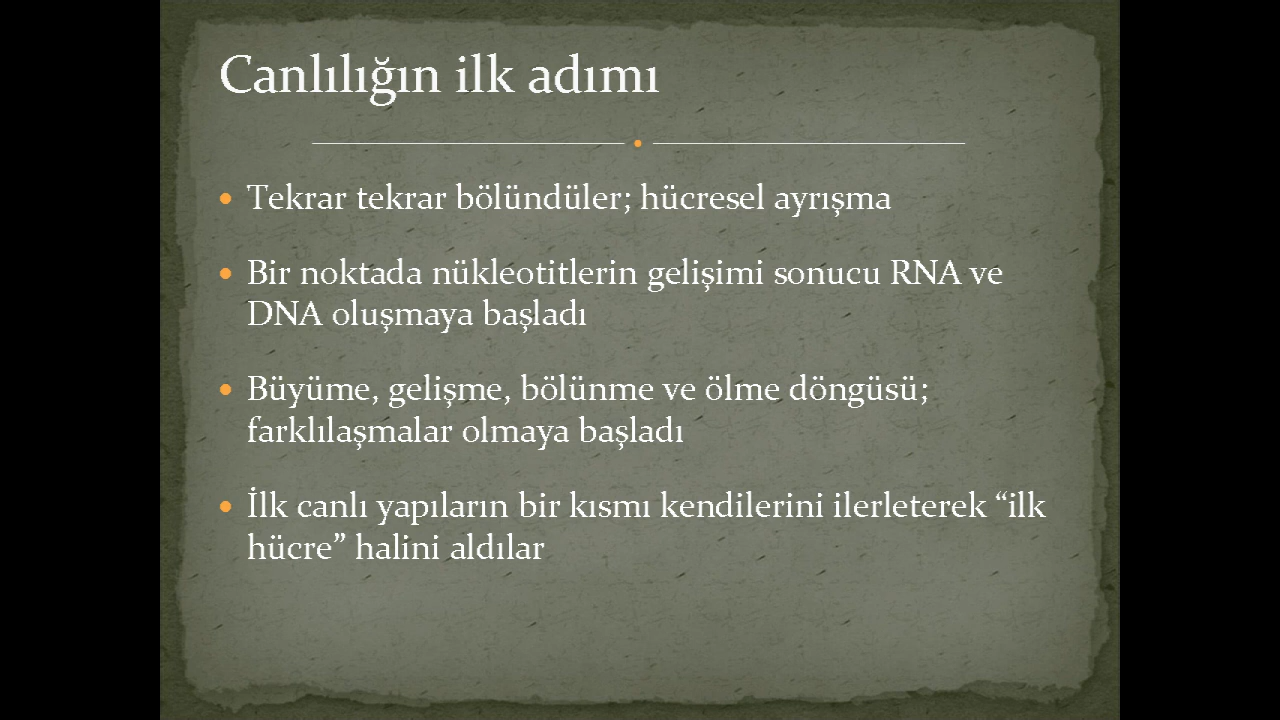 Canlılığın ilk adımı
Tekrar tekrar bölündüler; hücresel ayrışma
Bir noktada nükleotitlerin gelişimi sonucu RNA ve
DNA oluşmaya başladı
Büyüme, gelişme, bölünme ve ölme döngüsü;
farklılaşmalar olmaya başladı
İlk canlı yapıların bir kısmı kendilerini ilerleterek “ilk
hücre” halini aldılar